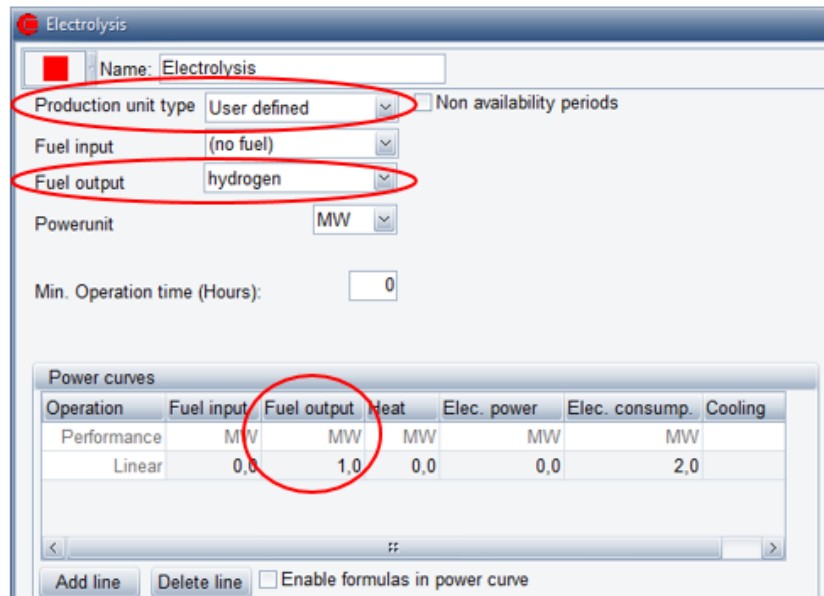 Electrolysis
Name: Electrolysis
Production unit type User defined Non availability periods
Fuel input (no fuel)
Fuel output hydrogen
Powerunit MW
Min. Operation time (Hours): 0
Power curves
Operation Fuel input Fuel output Heat Elec. power Elec. consump. Cooling
Performance MW MW MW MW MW
Linear 0,0 1,0 0,0 0,0 2,0
Add line Delete line Enable formulas in power curve